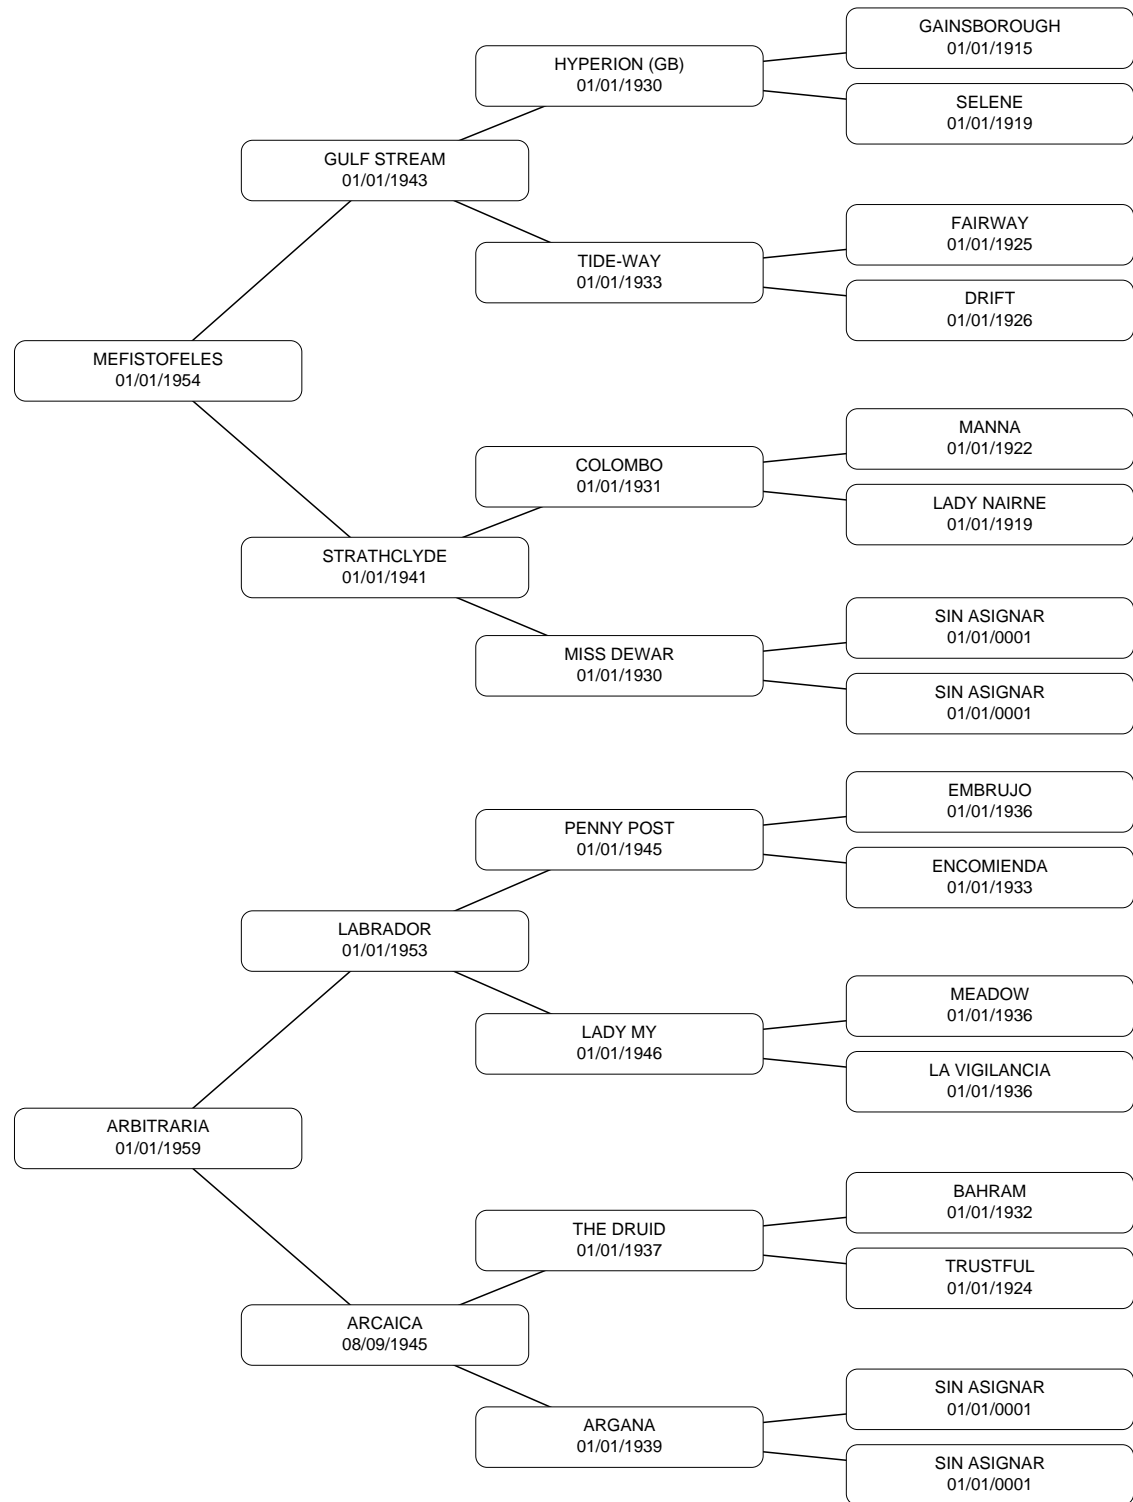 GAINSBOROUGH
01/01/1915
HYPERION (GB)
01/01/1930
SELENE
01/01/1919
GULF STREAM
01/01/1943
FAIRWAY
01/01/1925
TIDE-WAY
01/01/1933
DRIFT
01/01/1926
MEFISTOFELES
01/01/1954
MANNA
01/01/1922
COLOMBO
01/01/1931
LADY NAIRNE
01/01/1919
STRATHCLYDE
01/01/1941
SIN ASIGNAR
01/01/0001
MISS DEWAR
01/01/1930
SIN ASIGNAR
01/01/0001
EMBRUJO
01/01/1936
PENNY POST
01/01/1945
ENCOMIENDA
01/01/1933
LABRADOR
01/01/1953
MEADOW
01/01/1936
LADY MY
01/01/1946
LA VIGILANCIA
01/01/1936
ARBITRARIA
01/01/1959
BAHRAM
01/01/1932
THE DRUID
01/01/1937
TRUSTFUL
01/01/1924
ARCAICA
08/09/1945
SIN ASIGNAR
01/01/0001
ARGANA
01/01/1939
SIN ASIGNAR
01/01/0001